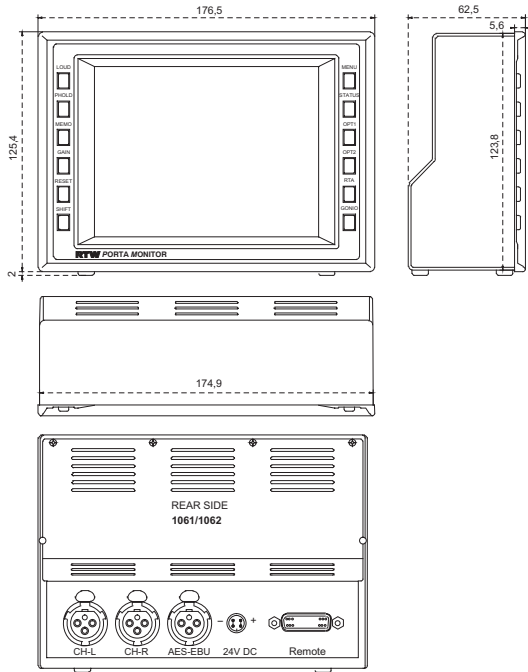 176,5
62,5
5,6
LOUD
MENU
PHOLD
STATUS
MEMO
OPT1
GAIN
OPT2
RESET
RTA
SHIFT
GONIO
125,4
123,8
2
RTW PORTA MONITOR
174,9
REAR SIDE
1061/1062
− +
CH-L CH-R AES-EBU 24V DC Remote